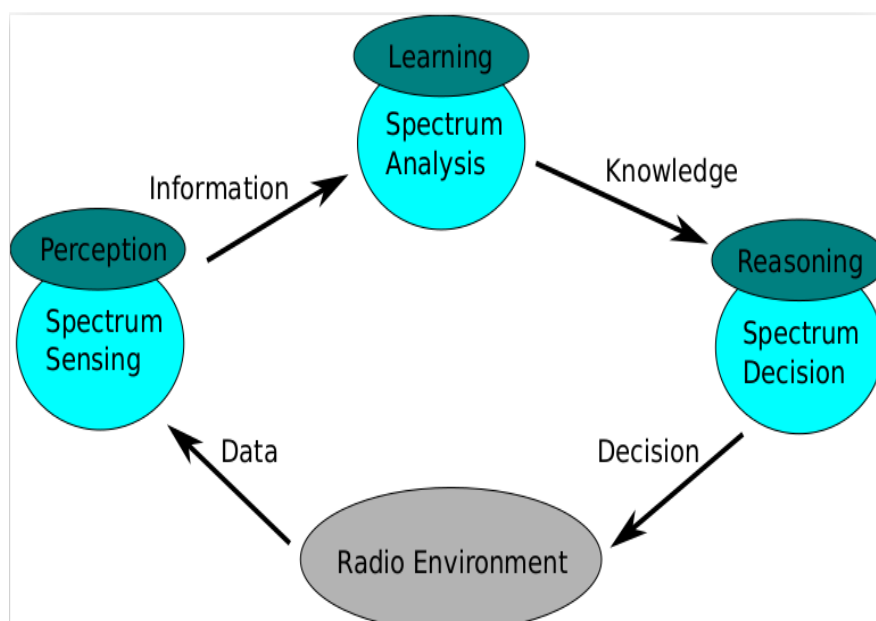 Learning
Spectrum
Analysis
Information
Knowledge
Perception
Reasoning
Spectrum
Sensing
Spectrum
Decision
Data
Decision
Radio Environment